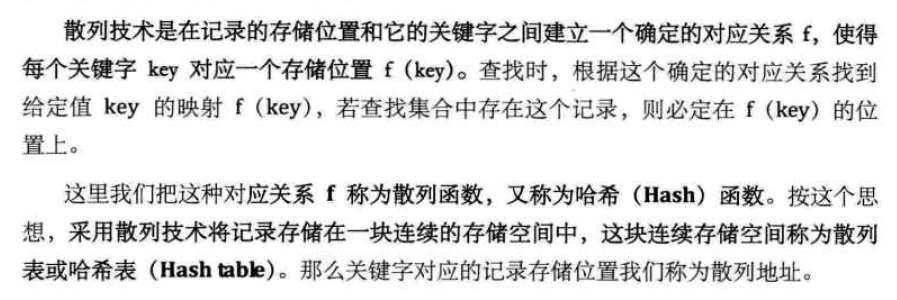 散列技术是在记录的存储位置和它的关键字之间建立一个确定的对应关系 f，使得
每个关键字 key 对应一个存储位置 f（key）。查找时，根据这个确定的对应关系找到
给定值 key 的映射 f（key），若查找集合中存在这个记录，则必定在 f（key）的位
置上。
这里我们把这种对应关系 f 称为散列函数，又称为哈希（Hash）函数。按这个思
想，采用散列技术将记录存储在一块连续的存储空间中，这块连续存储空间称为散列
表或哈希表（Hash table）。那么关键字对应的记录存储位置我们称为散列地址。